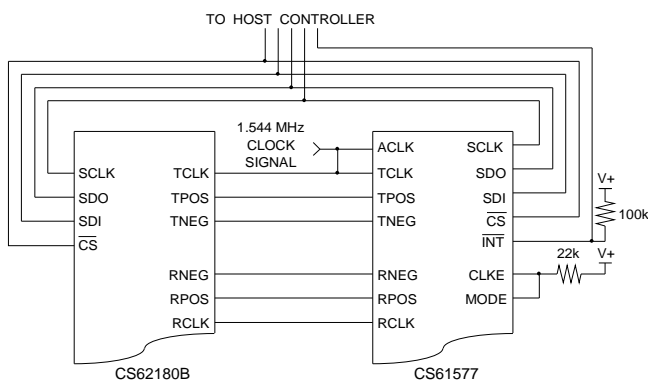 TO HOST CONTROLLER
1.544 MHz
CLOCK
SIGNAL
SCLK
SDO
SDI
CS
TCLK
TPOS
TNEG
RNEG
RPOS
RCLK
CS62180B
ACLK
TCLK
TPOS
TNEG
RNEG
RPOS
RCLK
SCLK
SDO
SDI
CS
INT
CLKE
MODE
CS61577
V+
100k
22k
V+